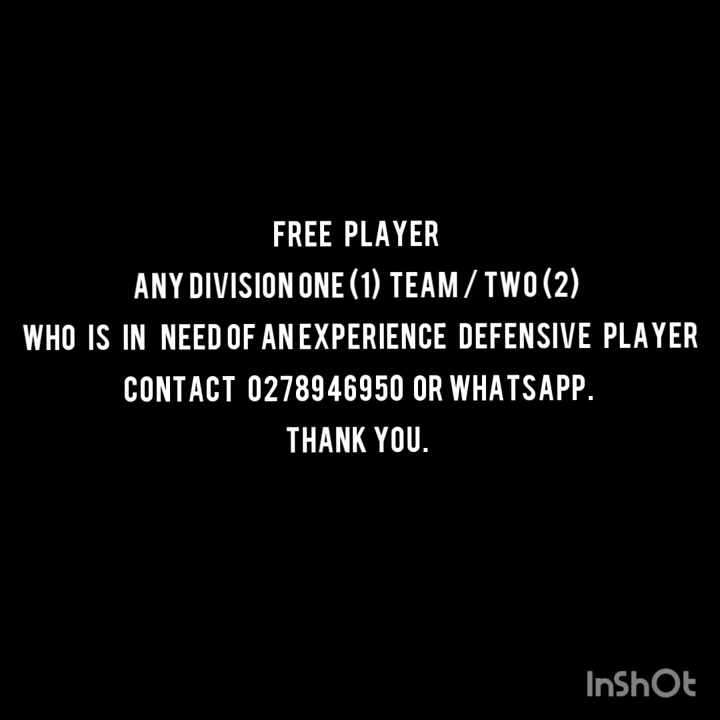 FREE PLAYER
ANY DIVISION ONE (1) TEAM / TWO (2)
WHO IS IN NEED OF AN EXPERIENCE DEFENSIVE PLAYER
CONTACT 0278946950 OR WHATSAPP.
THANK YOU.
InShOt